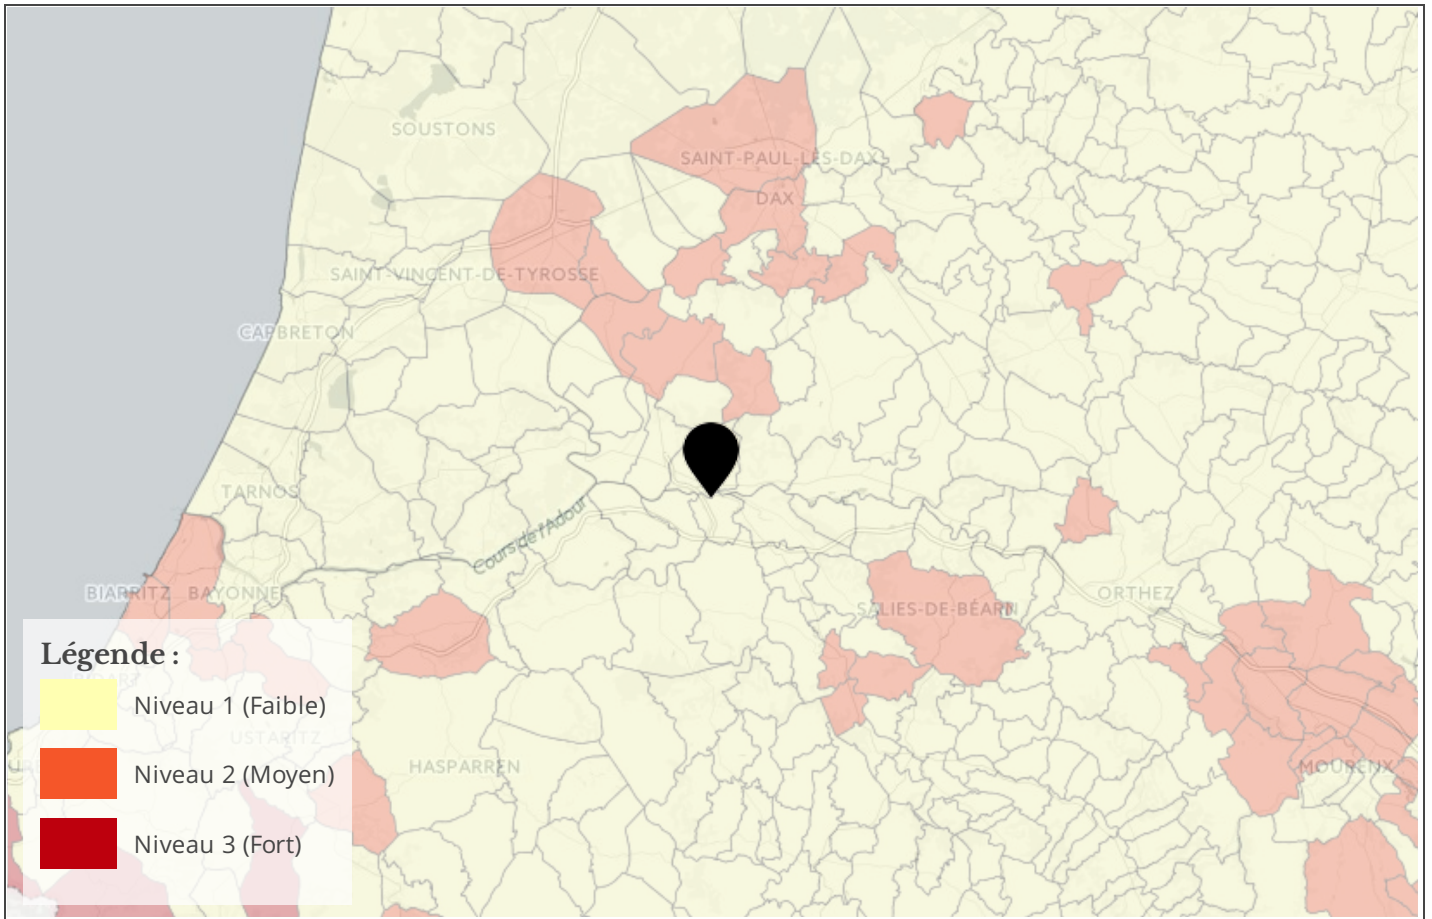 SOUSTONS
SAINT-PAUL-LÈS-DAX
DAX
SAINT-VINCENT-DE-TYROSSE
CAPBRETON
TARNOS
Cours de l'Adour
BIARRITZ BAYONNE
SALIES-DE-BÉARN
ORTHEZ
BIDART
USTARITZ
HASPARREN
MOURENX
Légende :
Niveau 1 (Faible)
Niveau 2 (Moyen)
Niveau 3 (Fort)